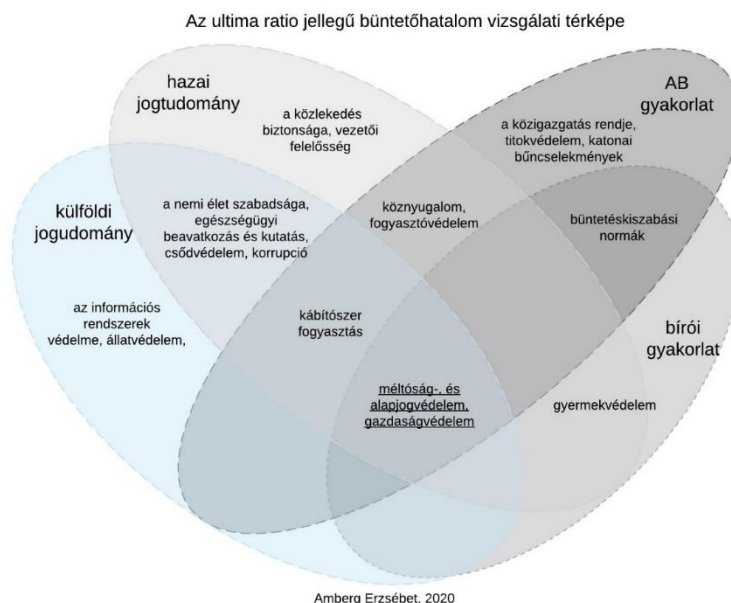 Az ultima ratio jellegű büntetőhatalom vizsgálati térképe
hazai
jogtudomány
AB
gyakorlat
a közlekedés
biztonsága, vezetői
felelősség
a közigazgatás rendje,
titokvédelem, katonai
bűncselekmények
külföldi
jogudomány
a nemi élet szabadsága,
egészségügyi
beavatkozás és kutatás,
csődvédelem, korrupció
köznyugalom,
fogyasztóvédelem
büntetéskiszabási
normák
az információs
rendszerek
védelme, állatvédelem,
kábítószer
fogyasztás
bírói
gyakorlat
méltóság-, és
alapjogvédelem,
gazdaságvédelem
gyermekvédelem
Amberg Erzsébet, 2020